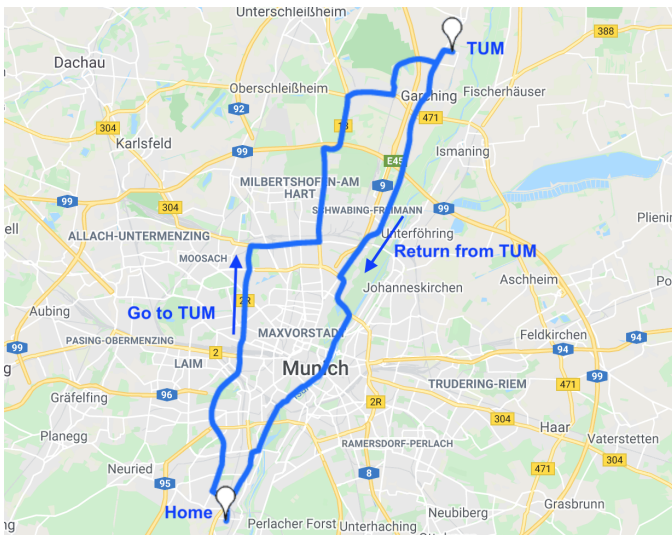 Unterschleißheim
TUM
388
Dachau
Oberschleißheim
Garching
Fischerhäuser
92
471
304
13
Karlsfeld
99
Ismaning
E45
MILBERTSHOFEN-AM
HART
9
99
99
SCHWABING-FREIMANN
304
ALLACH-UNTERMENZING
Unterföhring
Return from TUM
MOOSACH
Johanneskirchen
Aschheim
2R
Go to TUM
Aubing
MAXVORSTADT
Feldkirchen
94
PASING-OBERMENZING
99
94
2
LAIM
Munich
99
TRUDERING-RIEM
471
Gräfelfing
96
2R
304
Haar
Planegg
Vaterstetten
RAMERSDORF-PERLACH
304
Neuried
471
95
8
Home
Grasbrunn
Neubiberg
Perlacher Forst
Unterhaching